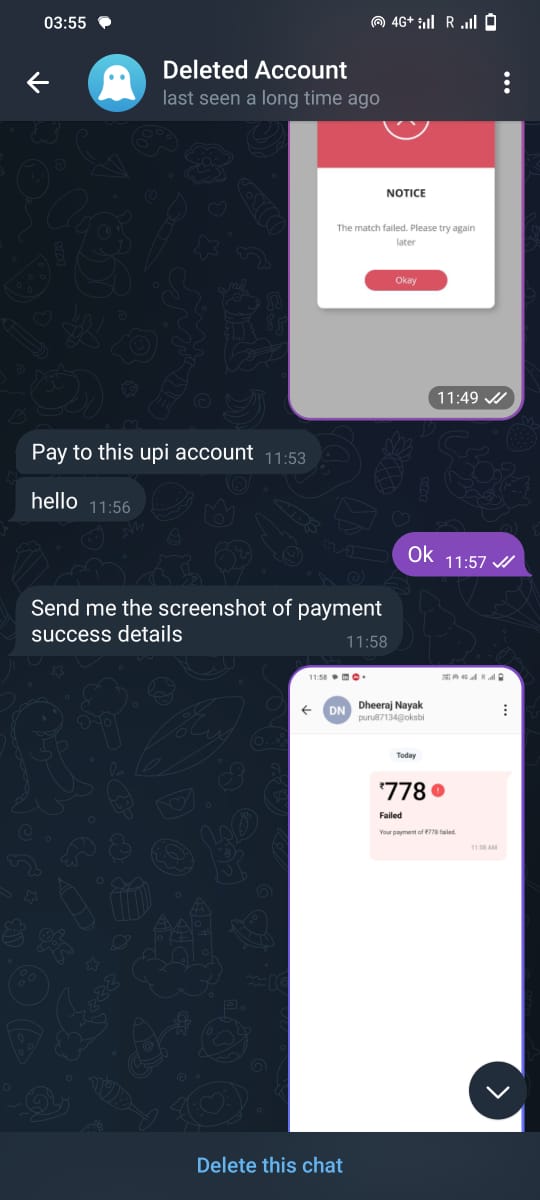 03:55
4G+
R
Deleted Account
last seen a long time ago
NOTICE
The match failed. Please try again
later
Okay
11:49
Pay to this upi account 11:53
hello 11:56
Ok 11:57
Send me the screenshot of payment
success details
11:58
11:58
4G
R
DN
Dheeraj Nayak
puru87134@oksbi
Today
₹778
Failed
Your payment of ₹778 failed.
11:58 AM
Delete this chat